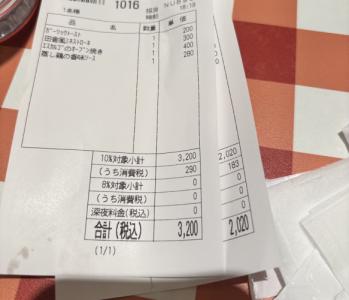 1016
1名様
18:18
品 名 数量 単価
ガーリックトースト 1 200
田舎風ミネストローネ 1 300
エスカルゴのオーブン焼き 1 400
蒸し鶏の香味ソース 1 280
10%対象小計 3,200 2,020
(うち消費税) 290 183
8%対象小計 0 0
(うち消費税) 0 0
深夜料金(税込) 0 0
合計(税込) 3,200 2,020
(1/1)